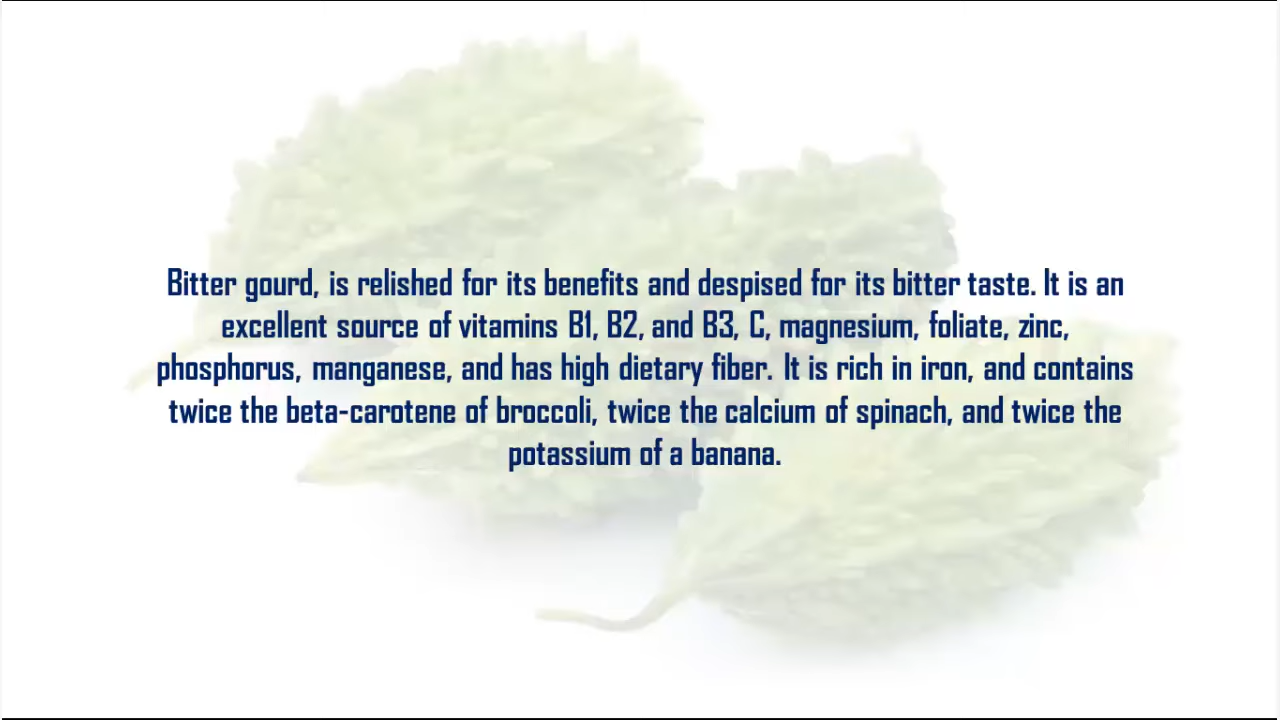 Bitter gourd, is relished for its benefits and despised for its bitter taste. It is an
excellent source of vitamins B1, B2, and B3, C, magnesium, foliate, zinc,
phosphorus, manganese, and has high dietary fiber. It is rich in iron, and contains
twice the beta-carotene of broccoli, twice the calcium of spinach, and twice the
potassium of a banana.